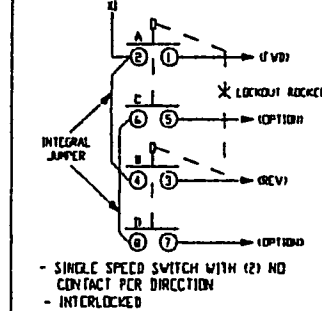 A
2 1 (FWD)
LOCKOUT ROCKER
C
6 5 (OPTION)
INTEGRAL
JUMPER
4 3 (REV)
D
8 7 (OPTION)
- SINGLE SPEED SWITCH WITH (2) NO
CONTACT PER DIRECTION
- INTERLOCKED